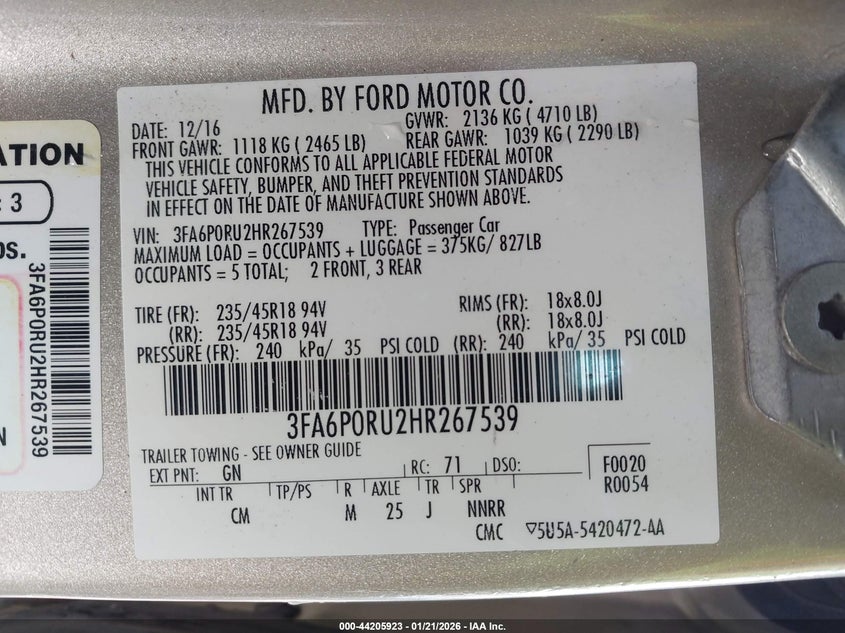 MFD. BY FORD MOTOR CO.
DATE: 12/16 GVWR: 2136 KG ( 4710 LB)
FRONT GAWR: 1118 KG ( 2465 LB) REAR GAWR: 1039 KG ( 2290 LB)
THIS VEHICLE CONFORMS TO ALL APPLICABLE FEDERAL MOTOR
VEHICLE SAFETY, BUMPER, AND THEFT PREVENTION STANDARDS
IN EFFECT ON THE DATE OF MANUFACTURE SHOWN ABOVE.
VIN: 3FA6P0RU2HR267539 TYPE: Passenger Car
MAXIMUM LOAD = OCCUPANTS + LUGGAGE = 375KG/ 827LB
OCCUPANTS = 5 TOTAL; 2 FRONT, 3 REAR
TIRE (FR): 235/45R18 94V RIMS (FR): 18x8.0J
(RR): 235/45R18 94V (RR): 18x8.0J
PRESSURE (FR): 240 kPa/ 35 PSI COLD (RR): 240 kPa/ 35 PSI COLD
3FA6P0RU2HR267539
TRAILER TOWING - SEE OWNER GUIDE
EXT PNT: GN RC: 71 DSO: F0020
INT TR TP/PS R AXLE TR SPR R0054
CM M 25 J NNRR
CMC ▽5U5A-5420472-AA
ATION
: 3
OS.
3FA6P0RU2HR267539
N
000-44205923 - 01/21/2026 - IAA Inc.